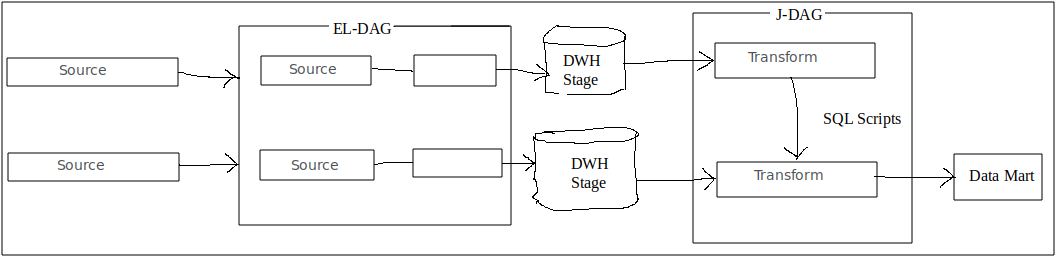 EL-DAG
J-DAG
Source
Source
DWH
Stage
Transform
SQL Scripts
Source
Source
DWH
Stage
Transform
Data Mart